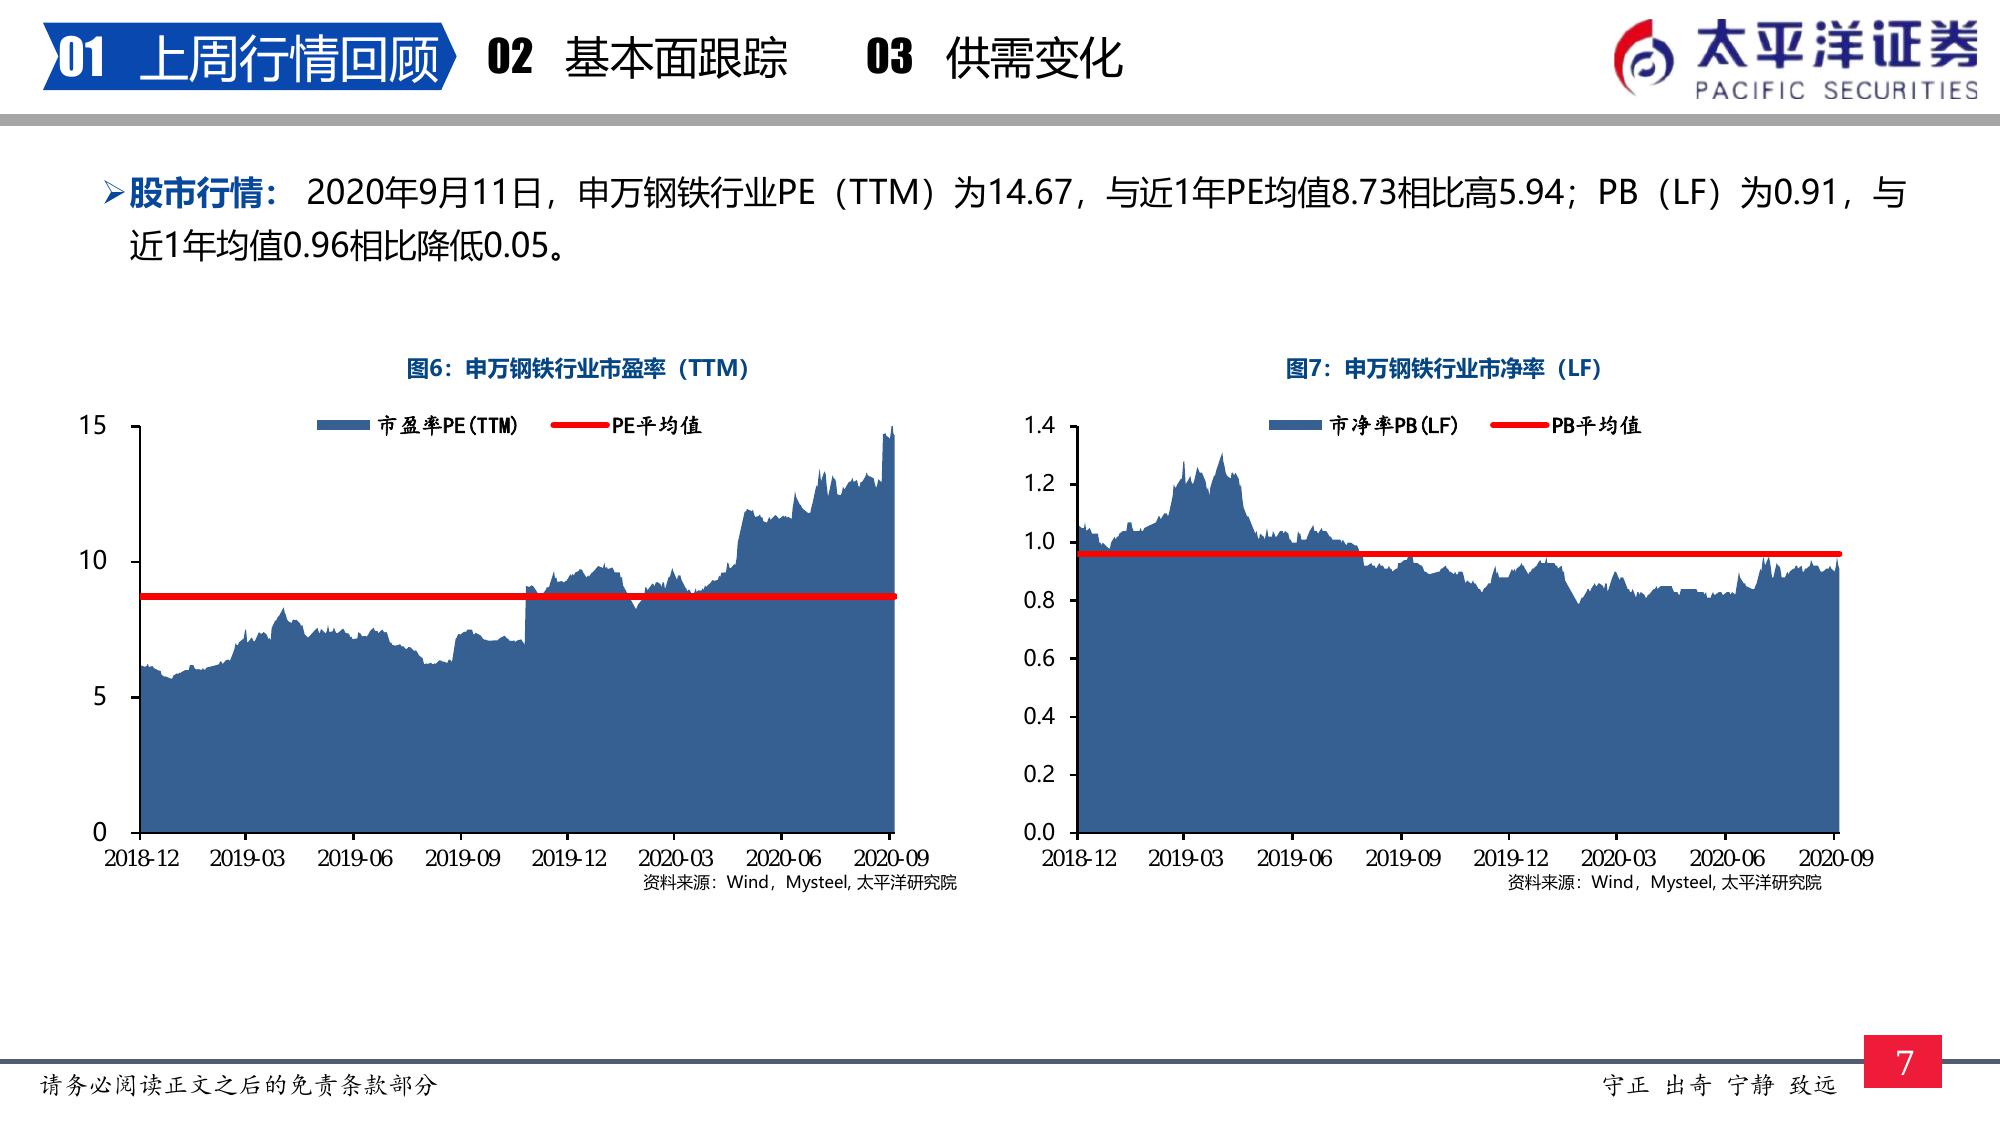 01 上周行情回顾 02 基本面跟踪 03 供需变化
太平洋证券
PACIFIC SECURITIES
股市行情： 2020年9月11日，申万钢铁行业PE（TTM）为14.67，与近1年PE均值8.73相比高5.94；PB（LF）为0.91，与
近1年均值0.96相比降低0.05。
图6：申万钢铁行业市盈率（TTM）
市盈率PE(TTM) PE平均值
15
10
5
0
2018-12 2019-03 2019-06 2019-09 2019-12 2020-03 2020-06 2020-09
资料来源：Wind，Mysteel, 太平洋研究院
图7：申万钢铁行业市净率（LF）
市净率PB(LF) PB平均值
1.4
1.2
1.0
0.8
0.6
0.4
0.2
0.0
2018-12 2019-03 2019-06 2019-09 2019-12 2020-03 2020-06 2020-09
资料来源：Wind，Mysteel, 太平洋研究院
请务必阅读正文之后的免责条款部分
守正 出奇 宁静 致远
7